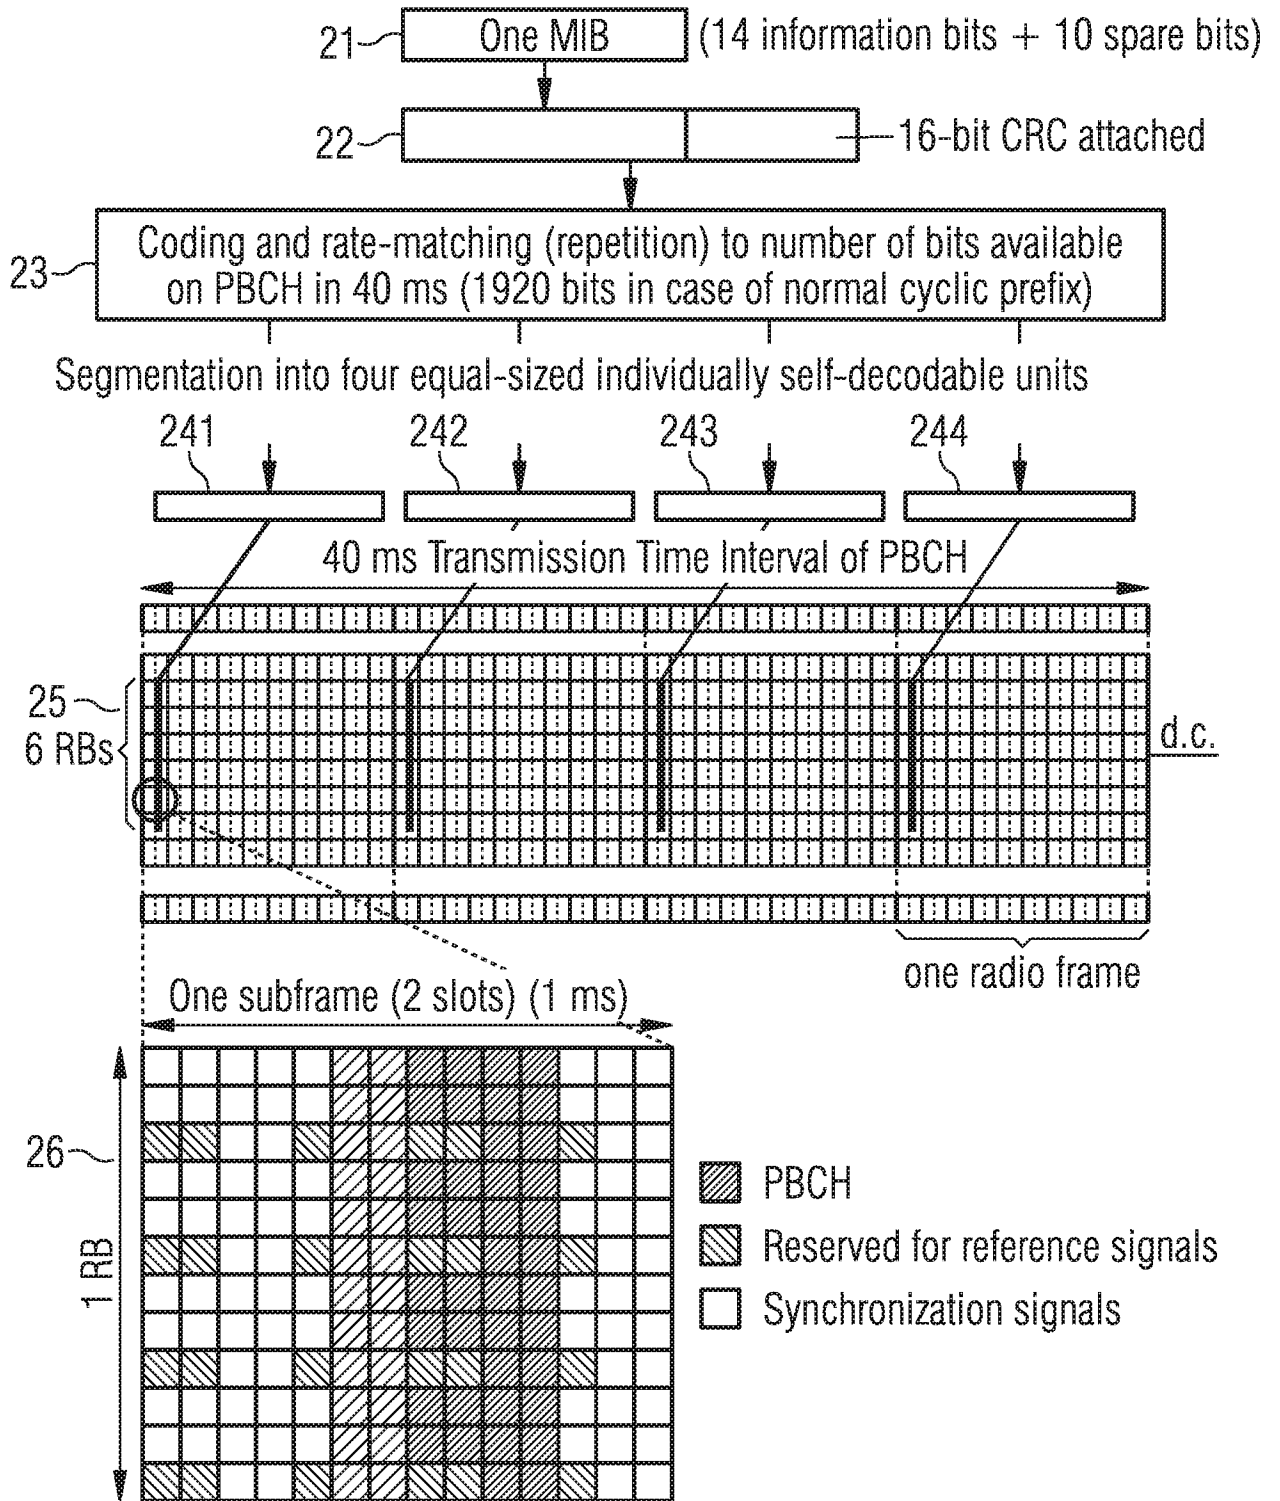 21
One MIB
(14 information bits + 10 spare bits)
22
16-bit CRC attached
23
Coding and rate-matching (repetition) to number of bits available
on PBCH in 40 ms (1920 bits in case of normal cyclic prefix)
Segmentation into four equal-sized individually self-decodable units
241
242
243
244
40 ms Transmission Time Interval of PBCH
25
6 RBs
d.c.
one radio frame
One subframe (2 slots) (1 ms)
26
1 RB
PBCH
Reserved for reference signals
Synchronization signals